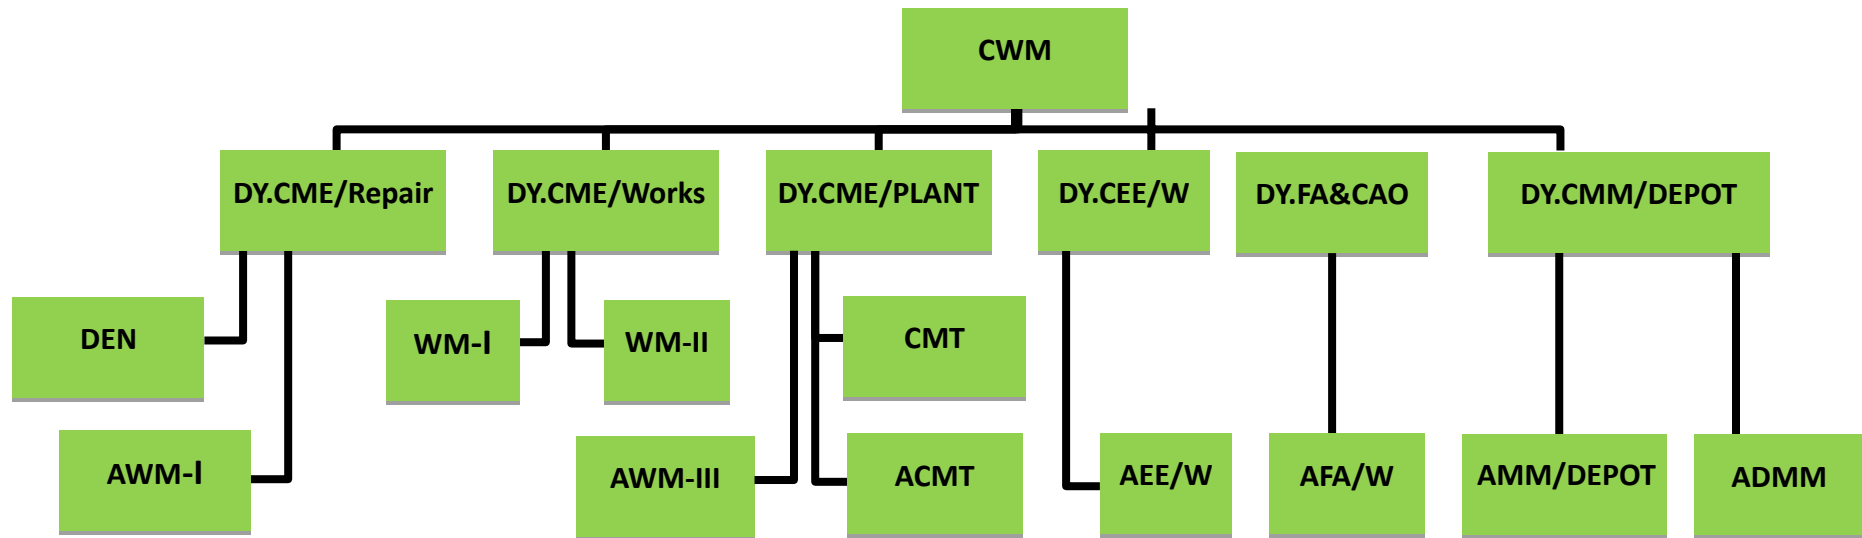 CWM
DY.CME/Repair
DY.CME/Works
DY.CME/PLANT
DY.CEE/W
DY.FA&CAO
DY.CMM/DEPOT
DEN
WM-I
WM-II
CMT
AWM-I
AWM-III
ACMT
AEE/W
AFA/W
AMM/DEPOT
ADMM